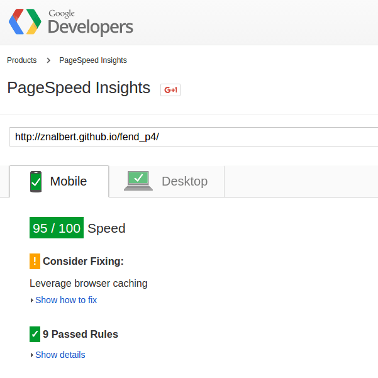 Google
Developers
Products > PageSpeed Insights
PageSpeed Insights G+1
http://znalbert.github.io/fend_p4/
Mobile Desktop
95 / 100 Speed
! Consider Fixing:
Leverage browser caching
Show how to fix
9 Passed Rules
Show details